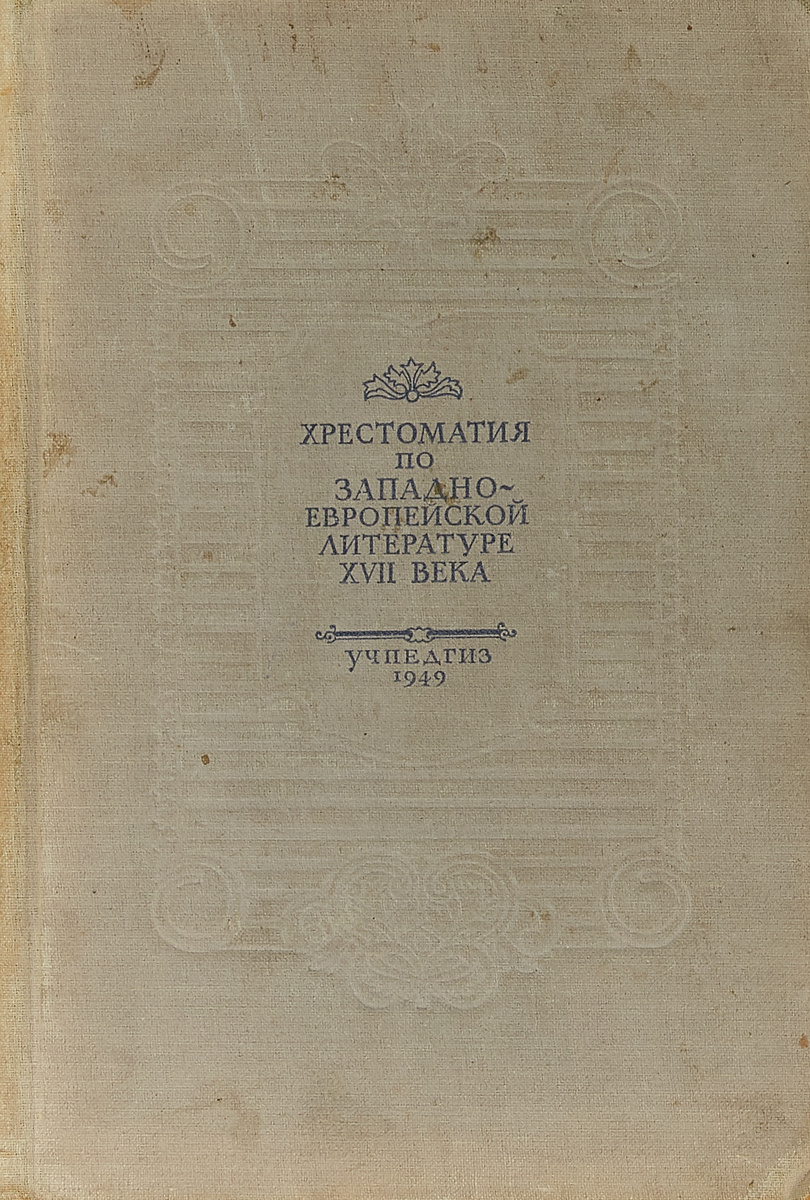 ХРЕСТОМАТИЯ
ПО
ЗАПАДНО~
ЕВРОПЕЙСКОЙ
ЛИТЕРАТУРЕ
XVII ВЕКА
УЧПЕДГИЗ
1949